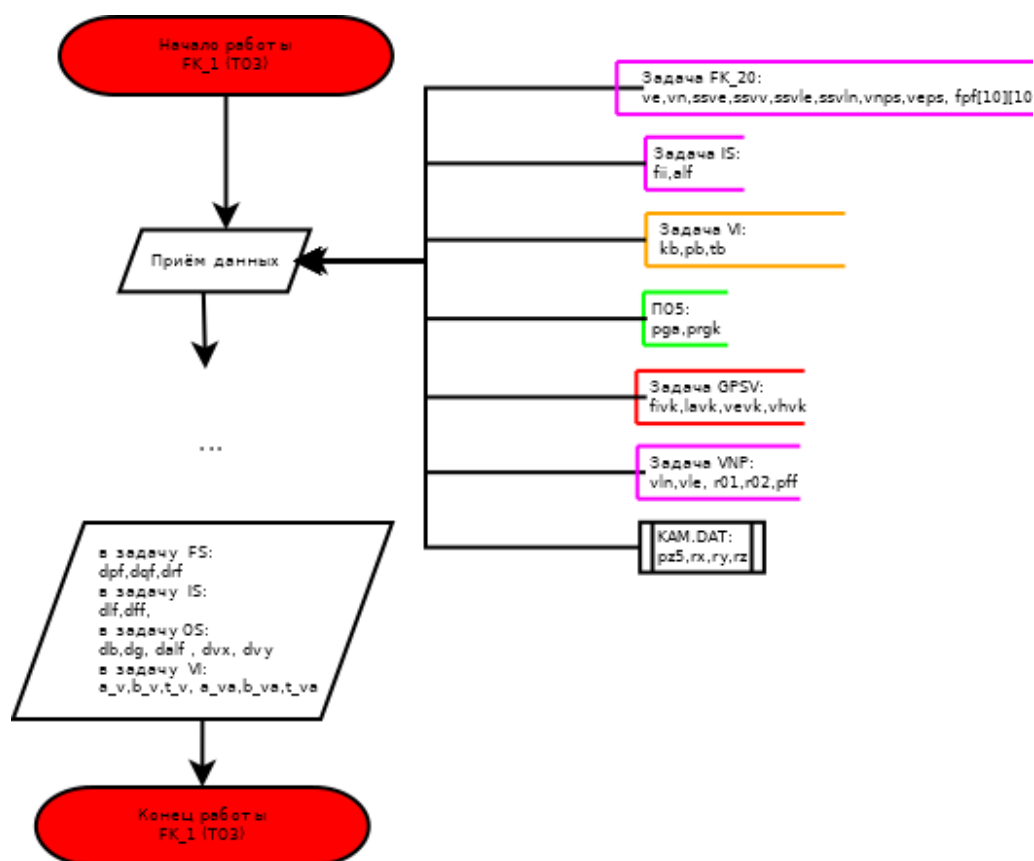 Начало работы
FK_1 (ТО3)
Задача FK_20:
ve,vn,ssve,ssvv,ssvle,ssvln,vnps,veps, fpf[10][10
Задача IS:
fii,alf
Задача VI:
kb,pb,tb
Приём данных
ПО5:
pga,prgk
Задача GPSV:
fivk,lavk,vevk,vhvk
...
Задача VNP:
vln,vle, r01,r02,pff
KAM.DAT:
pz5,rx,ry,rz
в задачу FS:
dpf,dqf,drf
в задачу IS:
dlf,dff,
в задачу OS:
db,dg, dalf , dvx, dvy
в задачу VI:
a_v,b_v,t_v, a_va,b_va,t_va
Конец работы
FK_1 (ТО3)